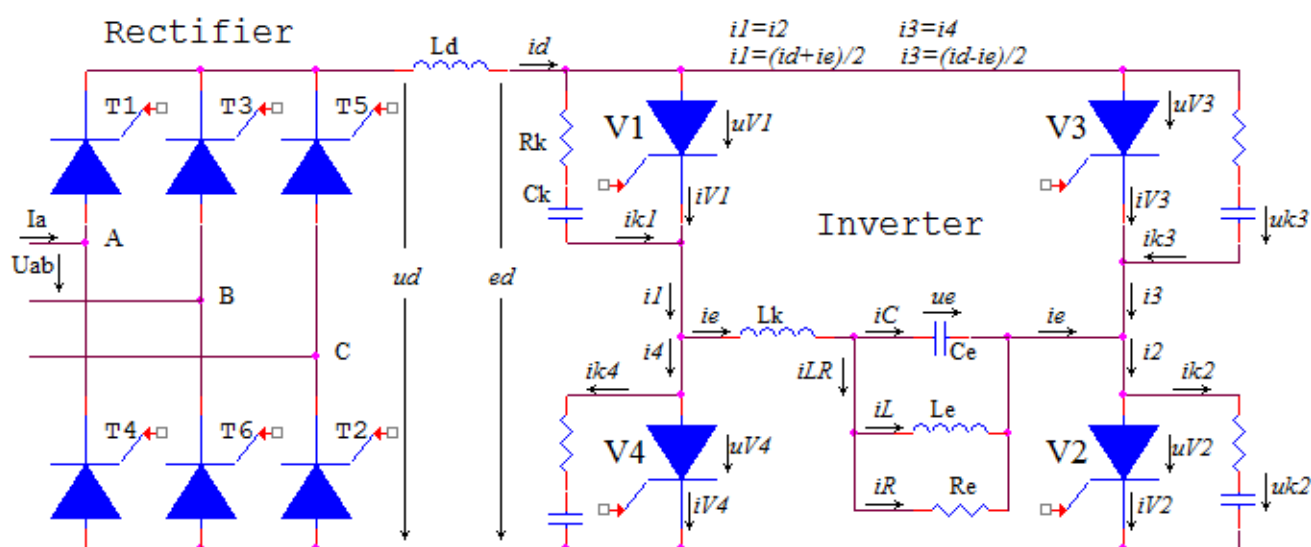 Rectifier
Ld
id
i1=i2 i3=i4
i1=(id+ie)/2 i3=(id-ie)/2
T1
T3
T5
Rk
V1
uV1
V3
uV3
Ck
iV1
iV3
Ia
A
ik1
Inverter
uk3
Uab
ik3
ud
ed
B
i1
i3
ie
Lk
iC
ue
ie
C
i4
iLR
Ce
i2
ik4
ik2
iL
Le
T4
T6
T2
V4
uV4
V2
uV2
iR
Re
iV4
iV2
uk2